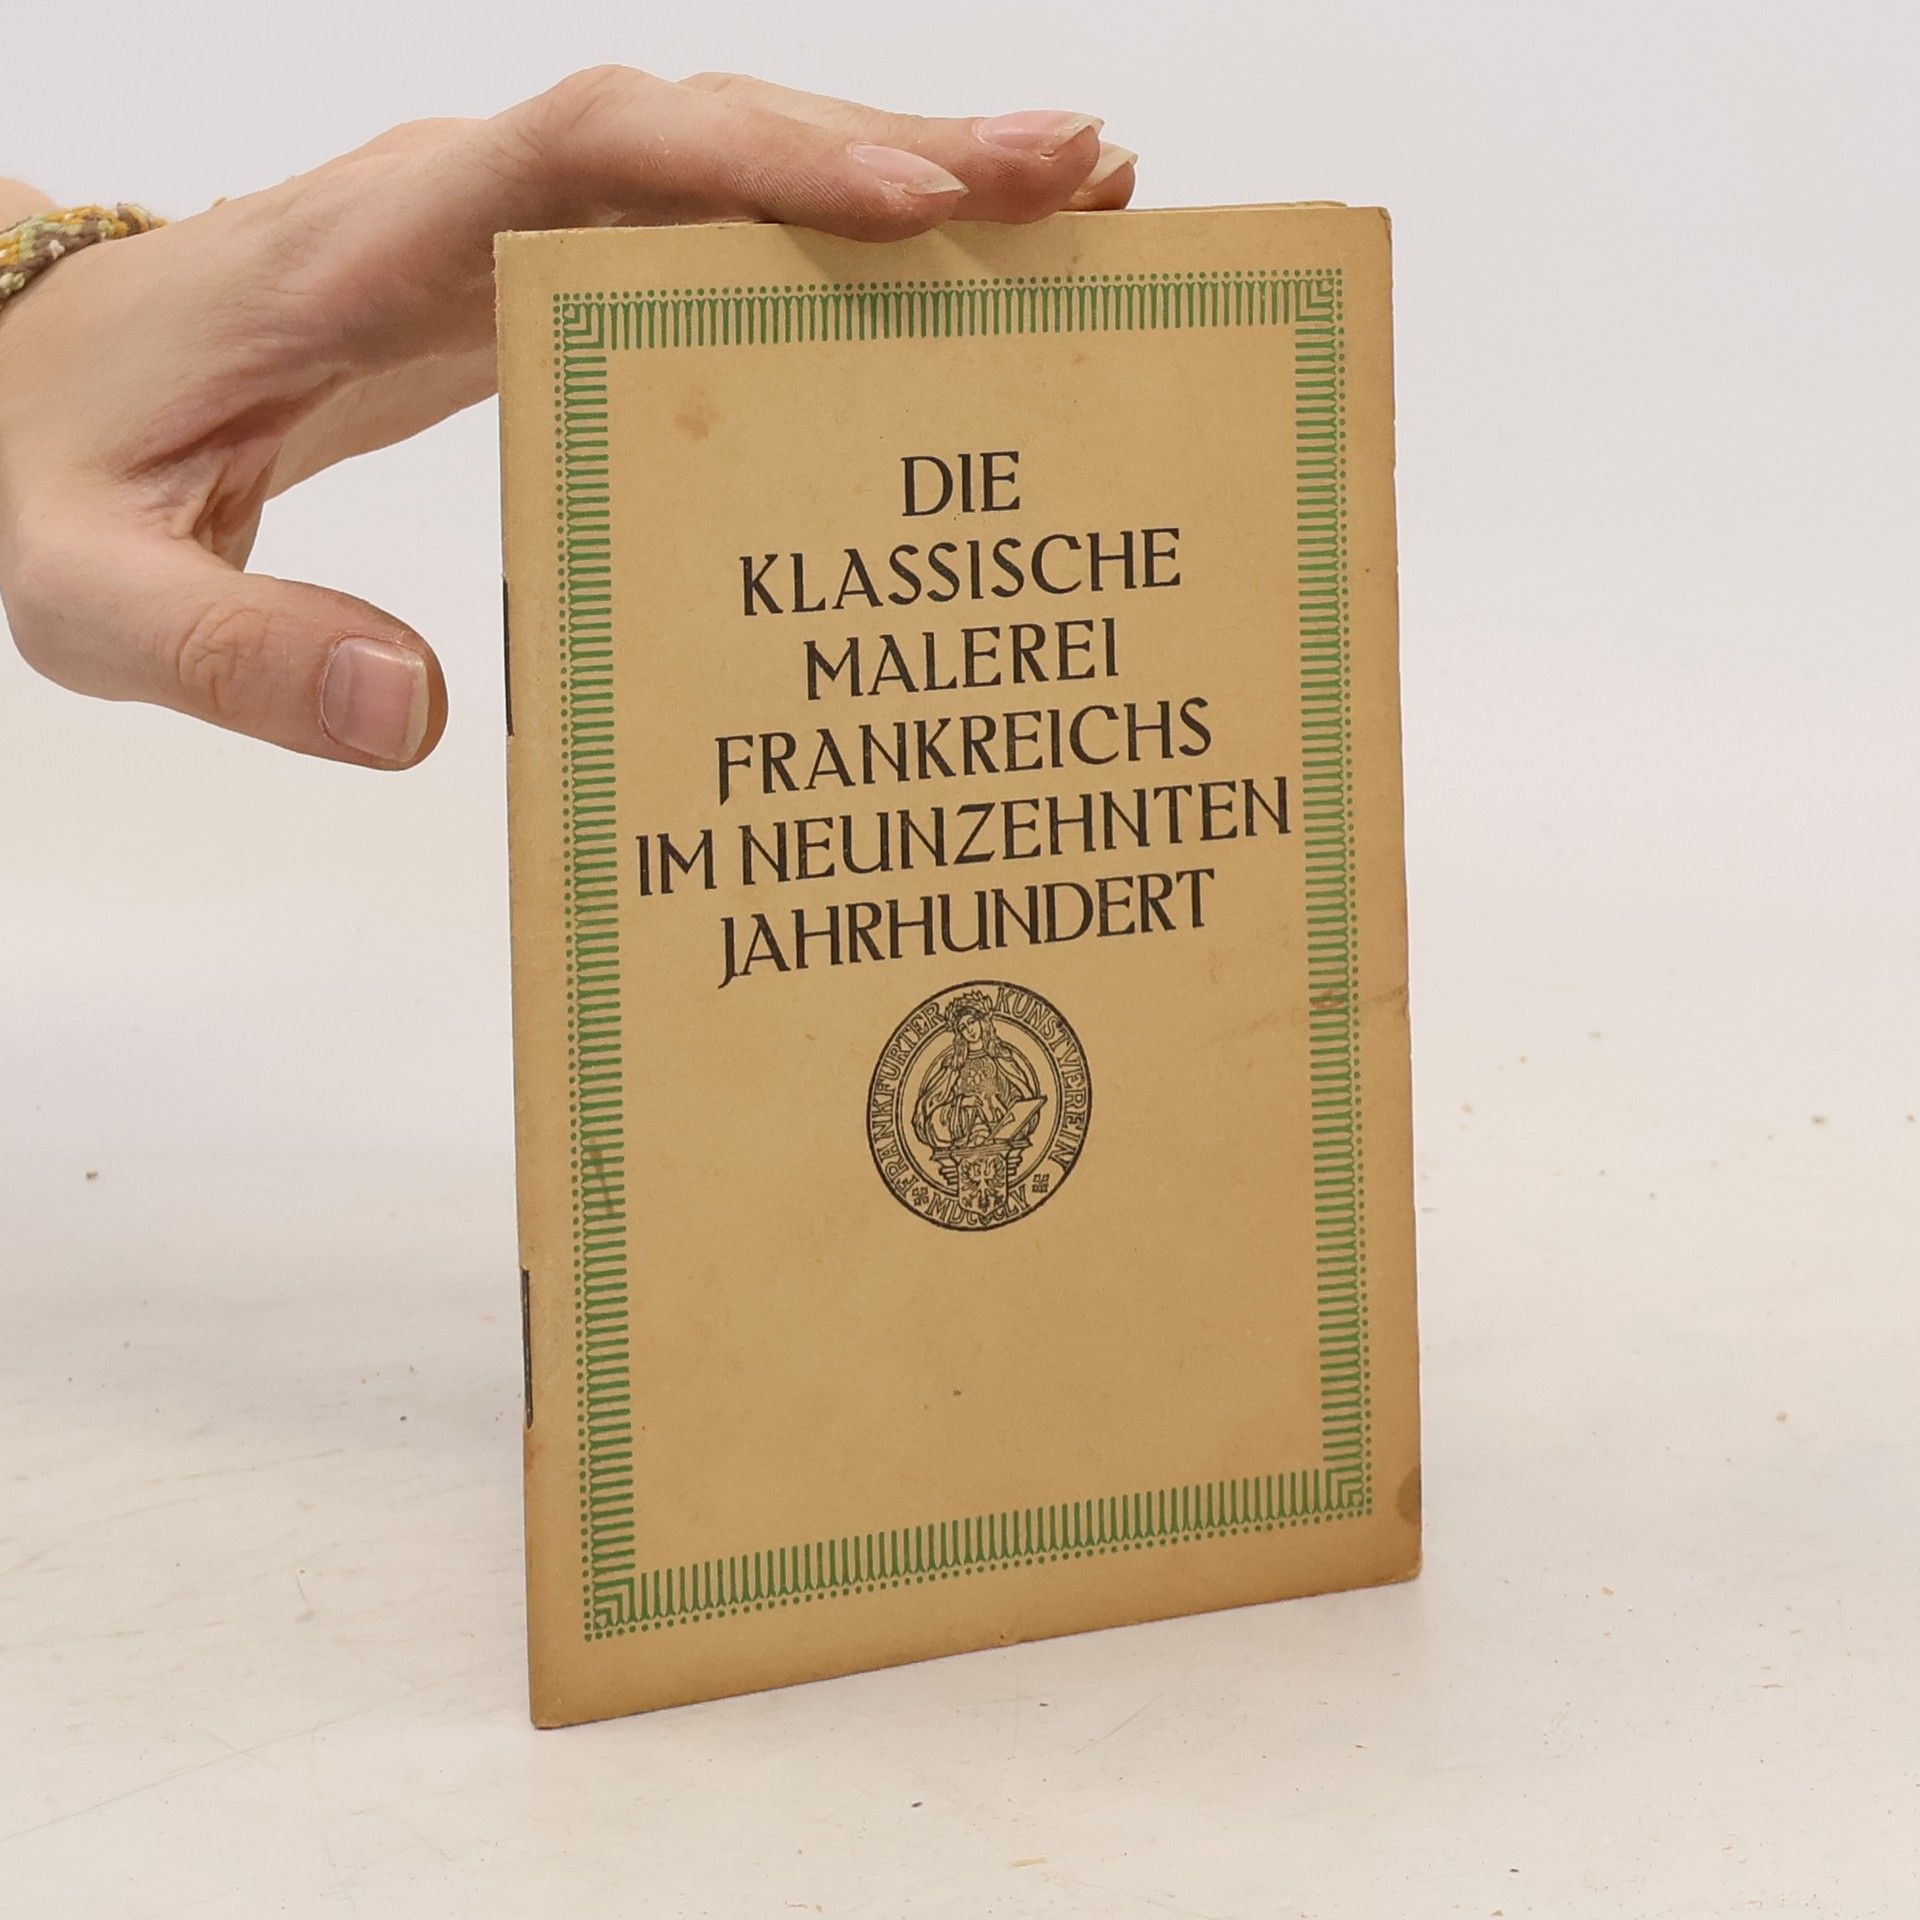 DIE
KLASSISCHE
MALEREI
FRANKREICHS
IM NEUNZEHNTEN
JAHRHUNDERT
FRANKFURTER KUNSTVEREIN